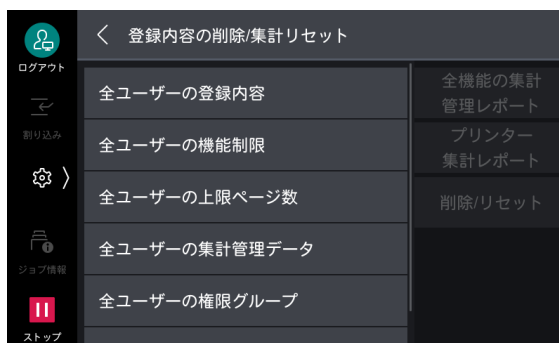 登録内容の削除/集計リセット
ログアウト
割り込み
ジョブ情報
ストップ
全ユーザーの登録内容
全ユーザーの機能制限
全ユーザーの上限ページ数
全ユーザーの集計管理データ
全ユーザーの権限グループ
全機能の集計
管理レポート
プリンター
集計レポート
削除/リセット